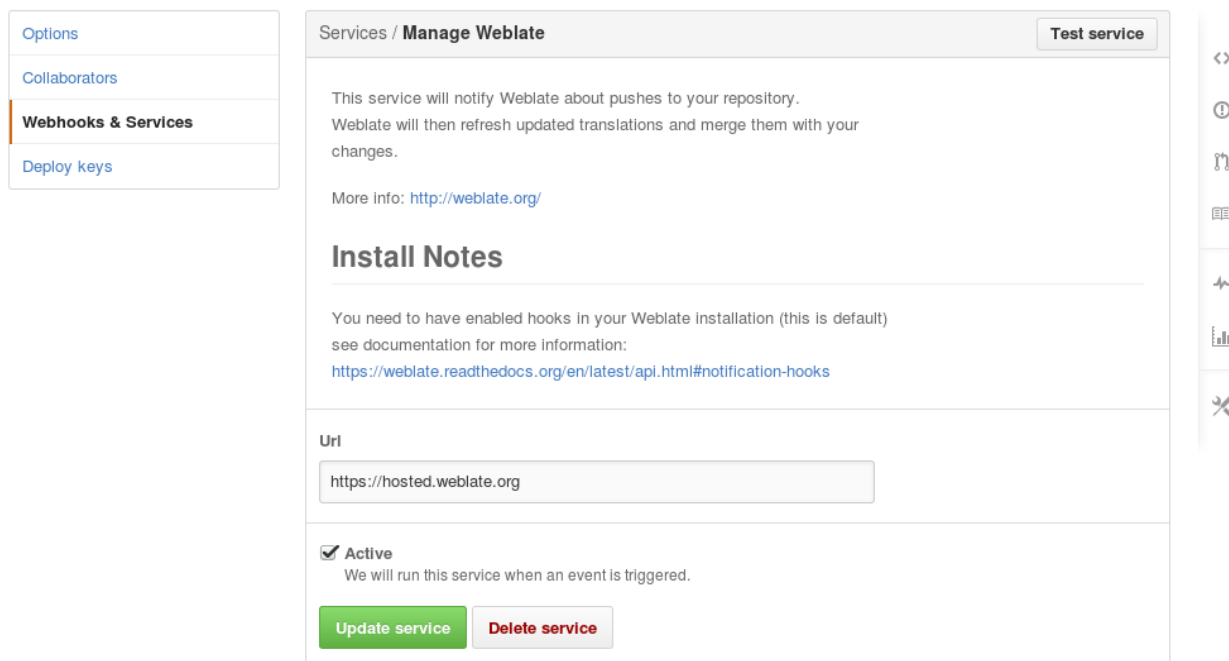 Options
Collaborators
Webhooks & Services
Deploy keys
Services / Manage Weblate
Test service
This service will notify Weblate about pushes to your repository.
Weblate will then refresh updated translations and merge them with your
changes.
More info: http://weblate.org/
Install Notes
You need to have enabled hooks in your Weblate installation (this is default)
see documentation for more information:
https://weblate.readthedocs.org/en/latest/api.html#notification-hooks
Url
https://hosted.weblate.org
Active
We will run this service when an event is triggered.
Update service
Delete service